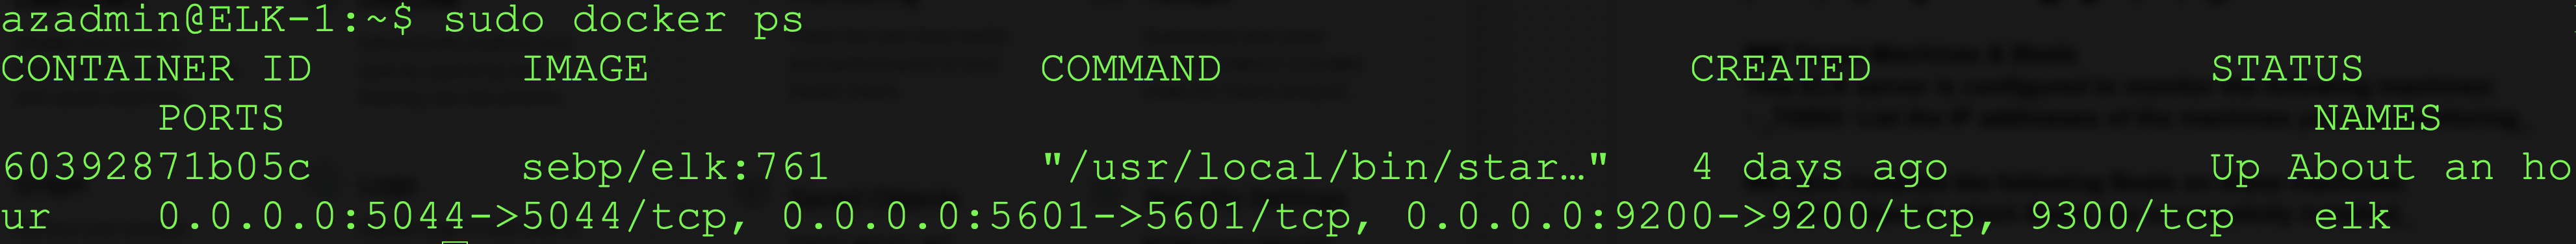 azadmin@ELK-1:~$ sudo docker ps
CONTAINER ID        IMAGE               COMMAND                  CREATED             STATUS
      PORTS                                                                              NAMES
60392871b05c        sebp/elk:761        "/usr/local/bin/star…"   4 days ago          Up About an ho
ur    0.0.0.0:5044->5044/tcp, 0.0.0.0:5601->5601/tcp, 0.0.0.0:9200->9200/tcp, 9300/tcp   elk